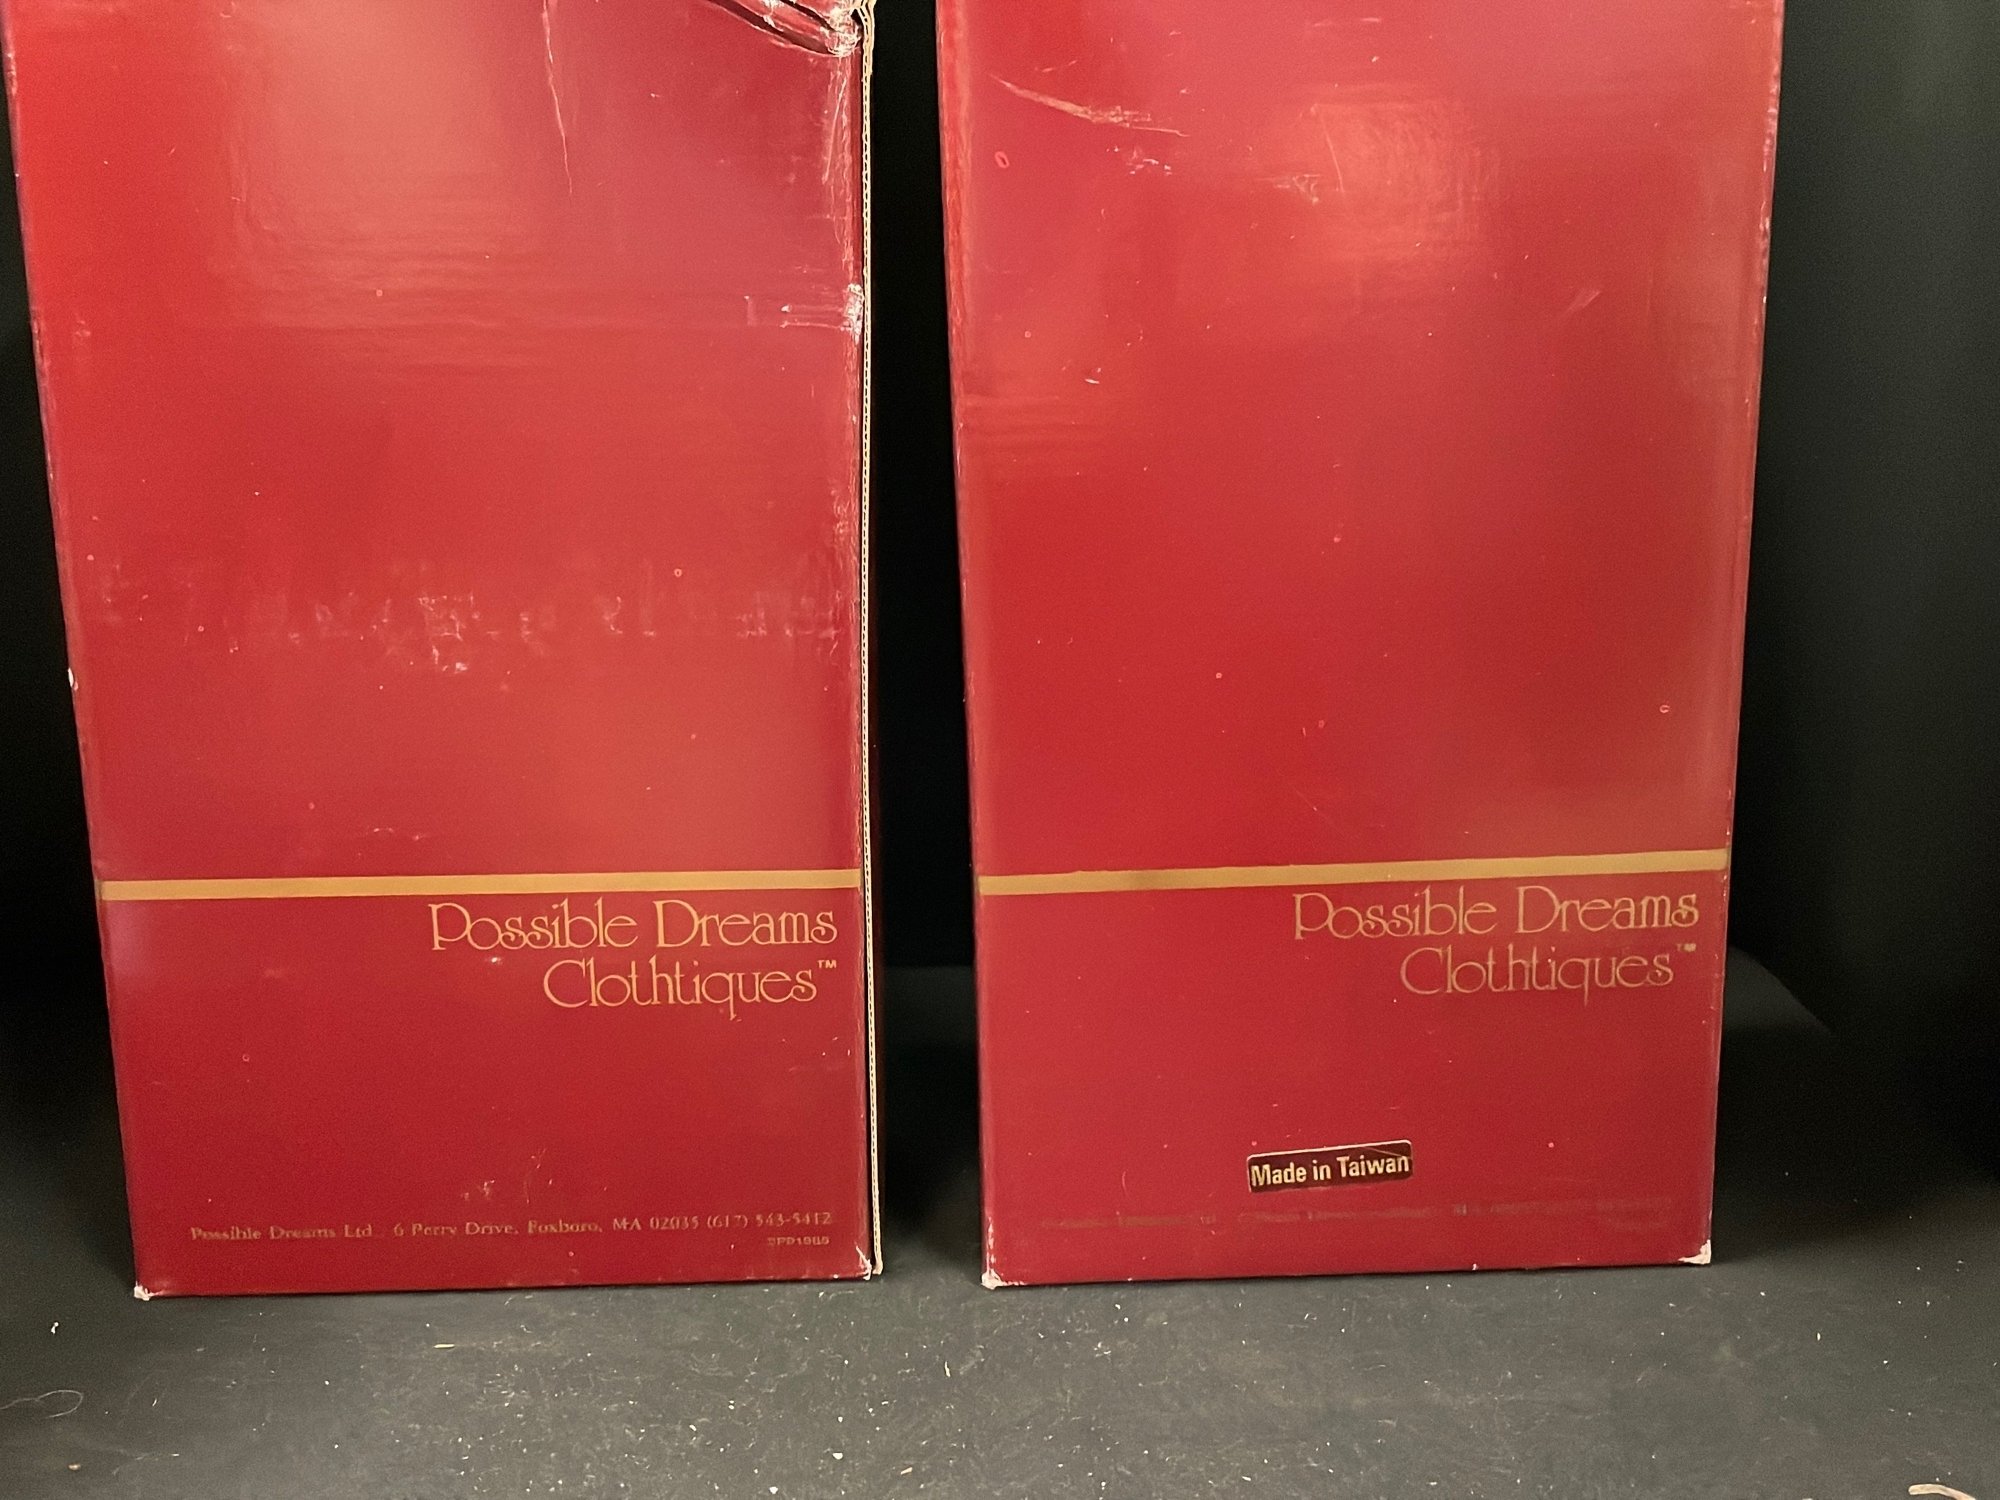 Possible Dreams
Clothtiques™
Possible Dreams Ltd. 6 Perry Drive, Foxboro, MA 02035 (617) 543-5412
Possible Dreams
Clothtiques™
Made in Taiwan